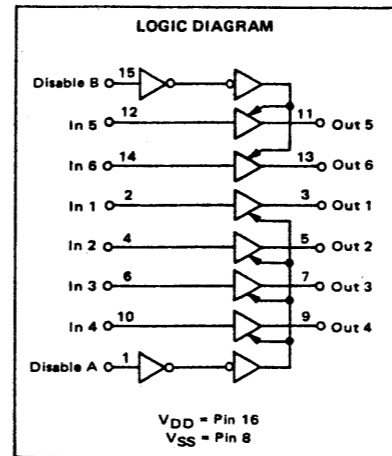 LOGIC DIAGRAM
Disable B 15
In 5 12 11 Out 5
In 6 14 13 Out 6
In 1 2 3 Out 1
In 2 4 5 Out 2
In 3 6 7 Out 3
In 4 10 9 Out 4
Disable A 1
VDD = Pin 16
VSS = Pin 8